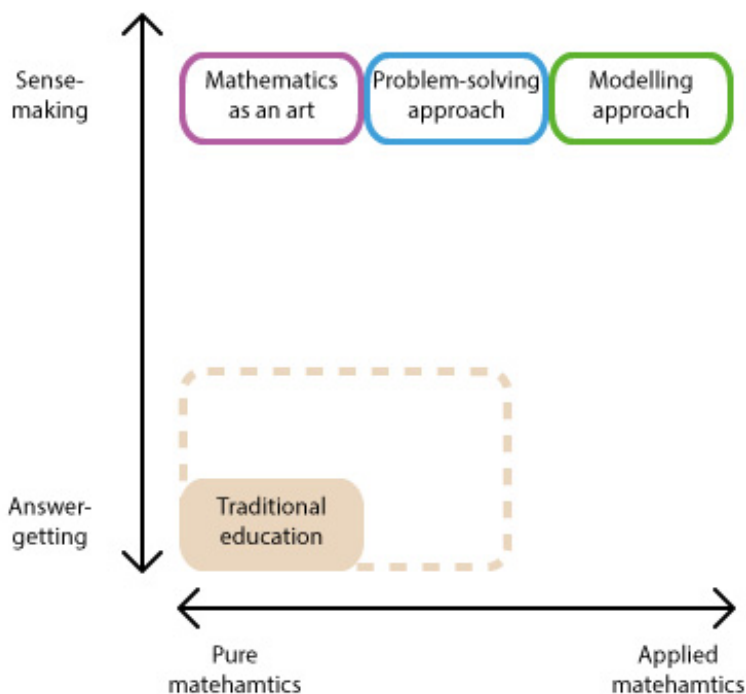 Sense-
making
Mathematics
as an art
Problem-solving
approach
Modelling
approach
Answer-
getting
Traditional
education
Pure
matehamtics
Applied
matehamtics